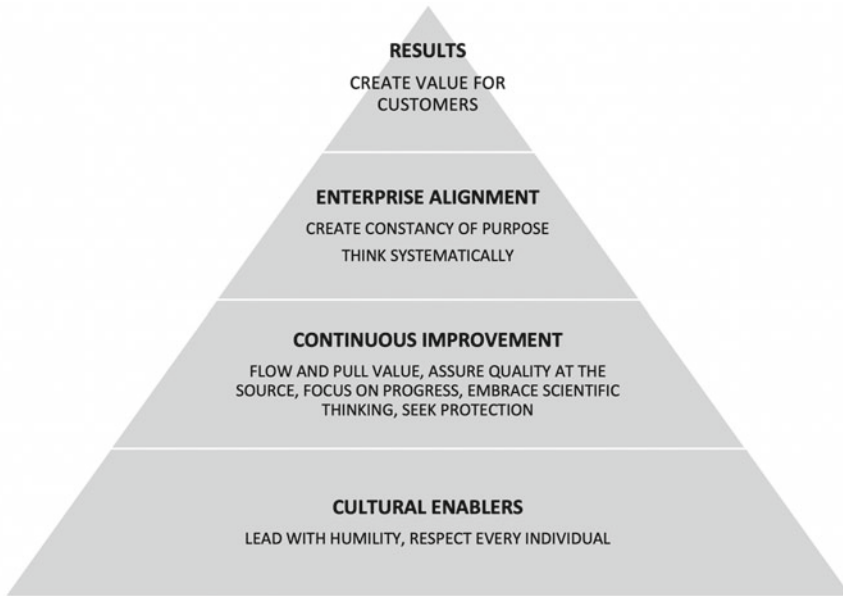 RESULTS
CREATE VALUE FOR
CUSTOMERS
ENTERPRISE ALIGNMENT
CREATE CONSTANCY OF PURPOSE
THINK SYSTEMATICALLY
CONTINUOUS IMPROVEMENT
FLOW AND PULL VALUE, ASSURE QUALITY AT THE
SOURCE, FOCUS ON PROGRESS, EMBRACE SCIENTIFIC
THINKING, SEEK PROTECTION
CULTURAL ENABLERS
LEAD WITH HUMILITY, RESPECT EVERY INDIVIDUAL